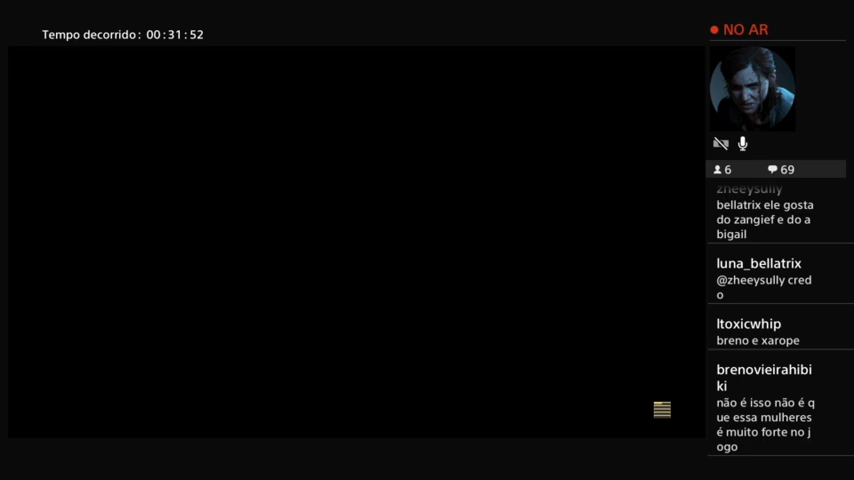 Tempo decorrido: 00:31:52
NO AR
6
69
zheeysully
bellatrix ele gosta
do zangief e do a
bigail
luna_bellatrix
@zheeysully cred
o
ltoxicwhip
breno e xarope
brenovieirahibi
ki
não é isso não é q
ue essa mulheres
é muito forte no j
ogo